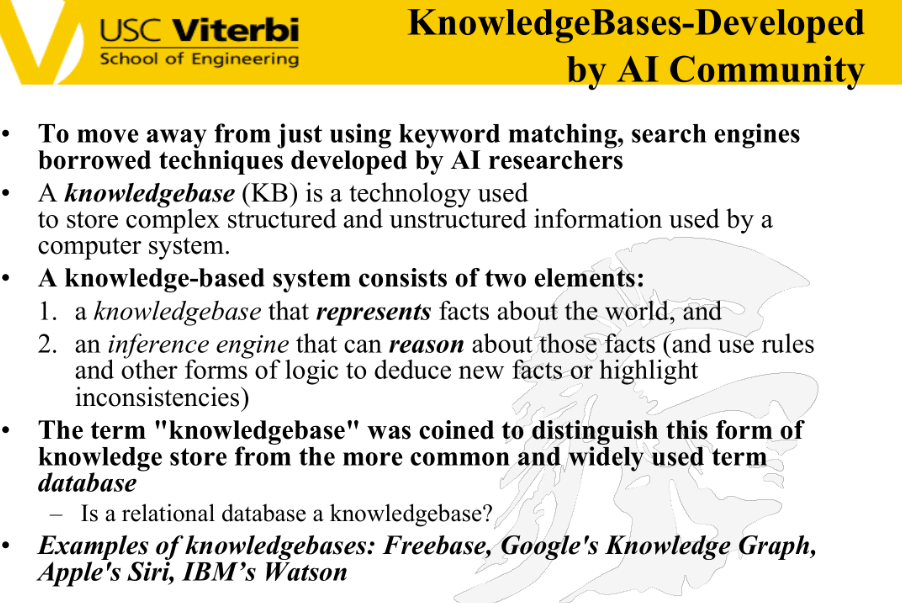 USC Viterbi
School of Engineering
KnowledgeBases-Developed
by AI Community
• To move away from just using keyword matching, search engines
borrowed techniques developed by AI researchers
• A knowledgebase (KB) is a technology used
to store complex structured and unstructured information used by a
computer system.
• A knowledge-based system consists of two elements:
1. a knowledgebase that represents facts about the world, and
2. an inference engine that can reason about those facts (and use rules
and other forms of logic to deduce new facts or highlight
inconsistencies)
• The term "knowledgebase" was coined to distinguish this form of
knowledge store from the more common and widely used term
database
– Is a relational database a knowledgebase?
• Examples of knowledgebases: Freebase, Google's Knowledge Graph,
Apple's Siri, IBM’s Watson